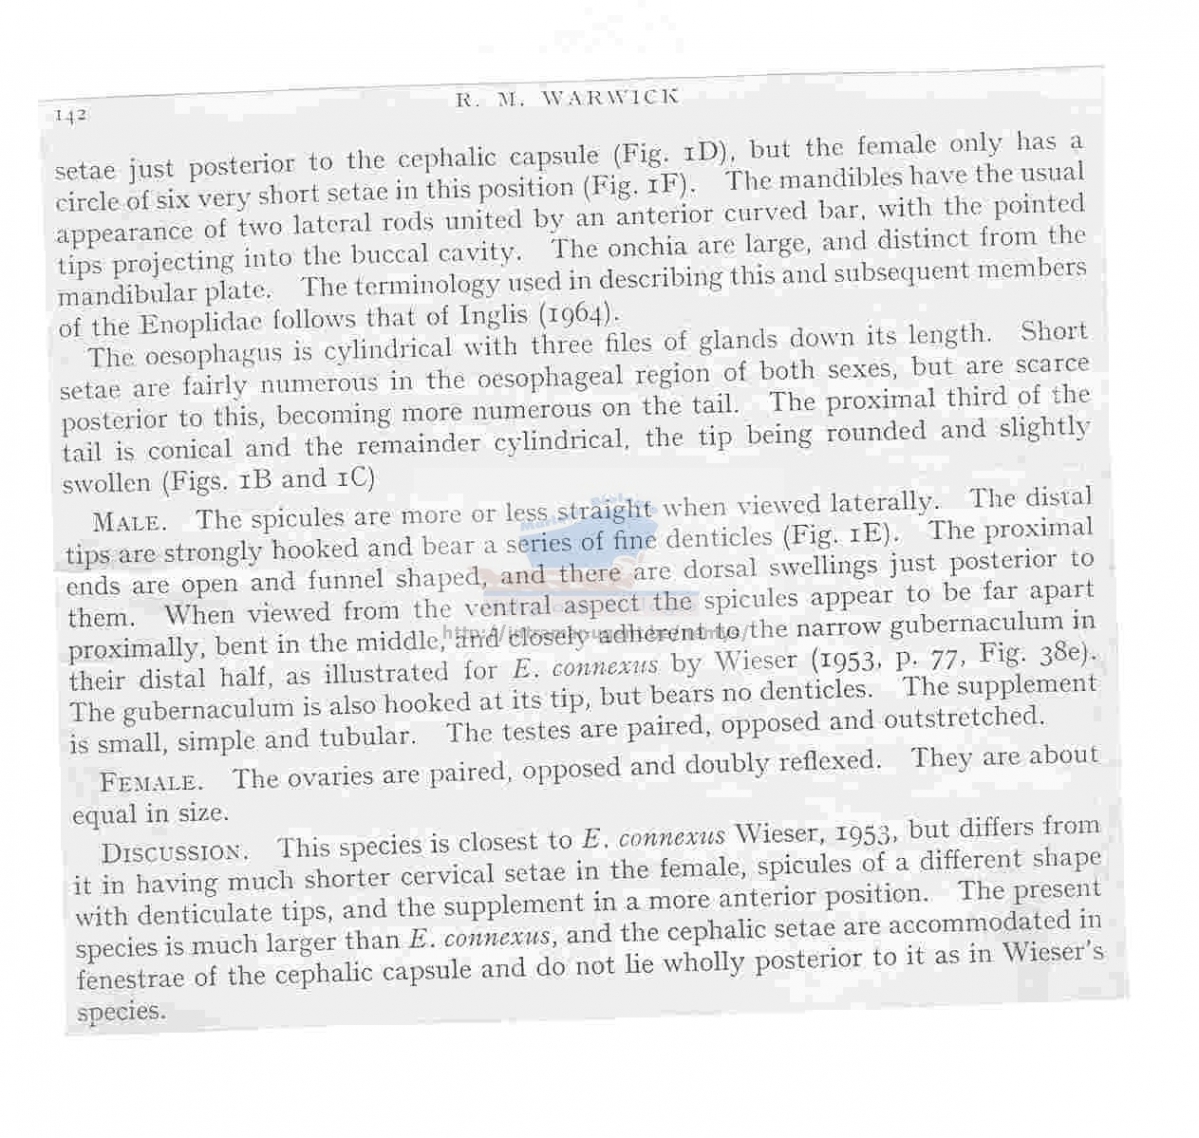 142
R. M. WARWICK
setae just posterior to the cephalic capsule (Fig. 1D), but the female only has a
circle of six very short setae in this position (Fig. 1F). The mandibles have the usual
appearance of two lateral rods united by an anterior curved bar, with the pointed
tips projecting into the buccal cavity. The onchia are large, and distinct from the
mandibular plate. The terminology used in describing this and subsequent members
of the Enoplidae follows that of Inglis (1964).
The oesophagus is cylindrical with three files of glands down its length. Short
setae are fairly numerous in the oesophageal region of both sexes, but are scarce
posterior to this, becoming more numerous on the tail. The proximal third of the
tail is conical and the remainder cylindrical, the tip being rounded and slightly
swollen (Figs. 1B and 1C)
MALE. The spicules are more or less straight when viewed laterally. The distal
tips are strongly hooked and bear a series of fine denticles (Fig. 1E). The proximal
ends are open and funnel shaped, and there are dorsal swellings just posterior to
them. When viewed from the ventral aspect the spicules appear to be far apart
proximally, bent in the middle, and closely adherent to the narrow gubernaculum in
their distal half, as illustrated for E. connexus by Wieser (1953, p. 77, Fig. 38e).
The gubernaculum is also hooked at its tip, but bears no denticles. The supplement
is small, simple and tubular. The testes are paired, opposed and outstretched.
FEMALE. The ovaries are paired, opposed and doubly reflexed. They are about
equal in size.
DISCUSSION. This species is closest to E. connexus Wieser, 1953, but differs from
it in having much shorter cervical setae in the female, spicules of a different shape
with denticulate tips, and the supplement in a more anterior position. The present
species is much larger than E. connexus, and the cephalic setae are accommodated in
fenestrae of the cephalic capsule and do not lie wholly posterior to it as in Wieser's
species.